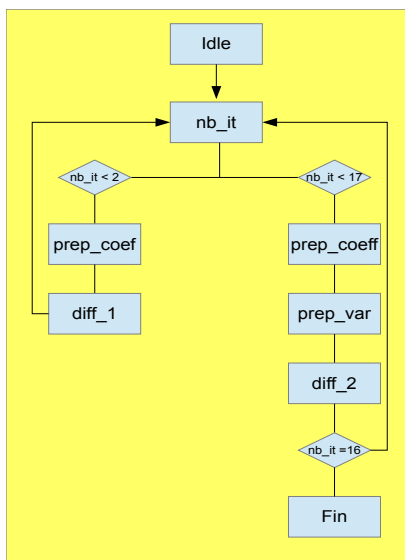 Idle
nb_it
nb_it < 2
nb_it < 17
prep_coef
prep_coeff
diff_1
prep_var
diff_2
nb_it =16
Fin